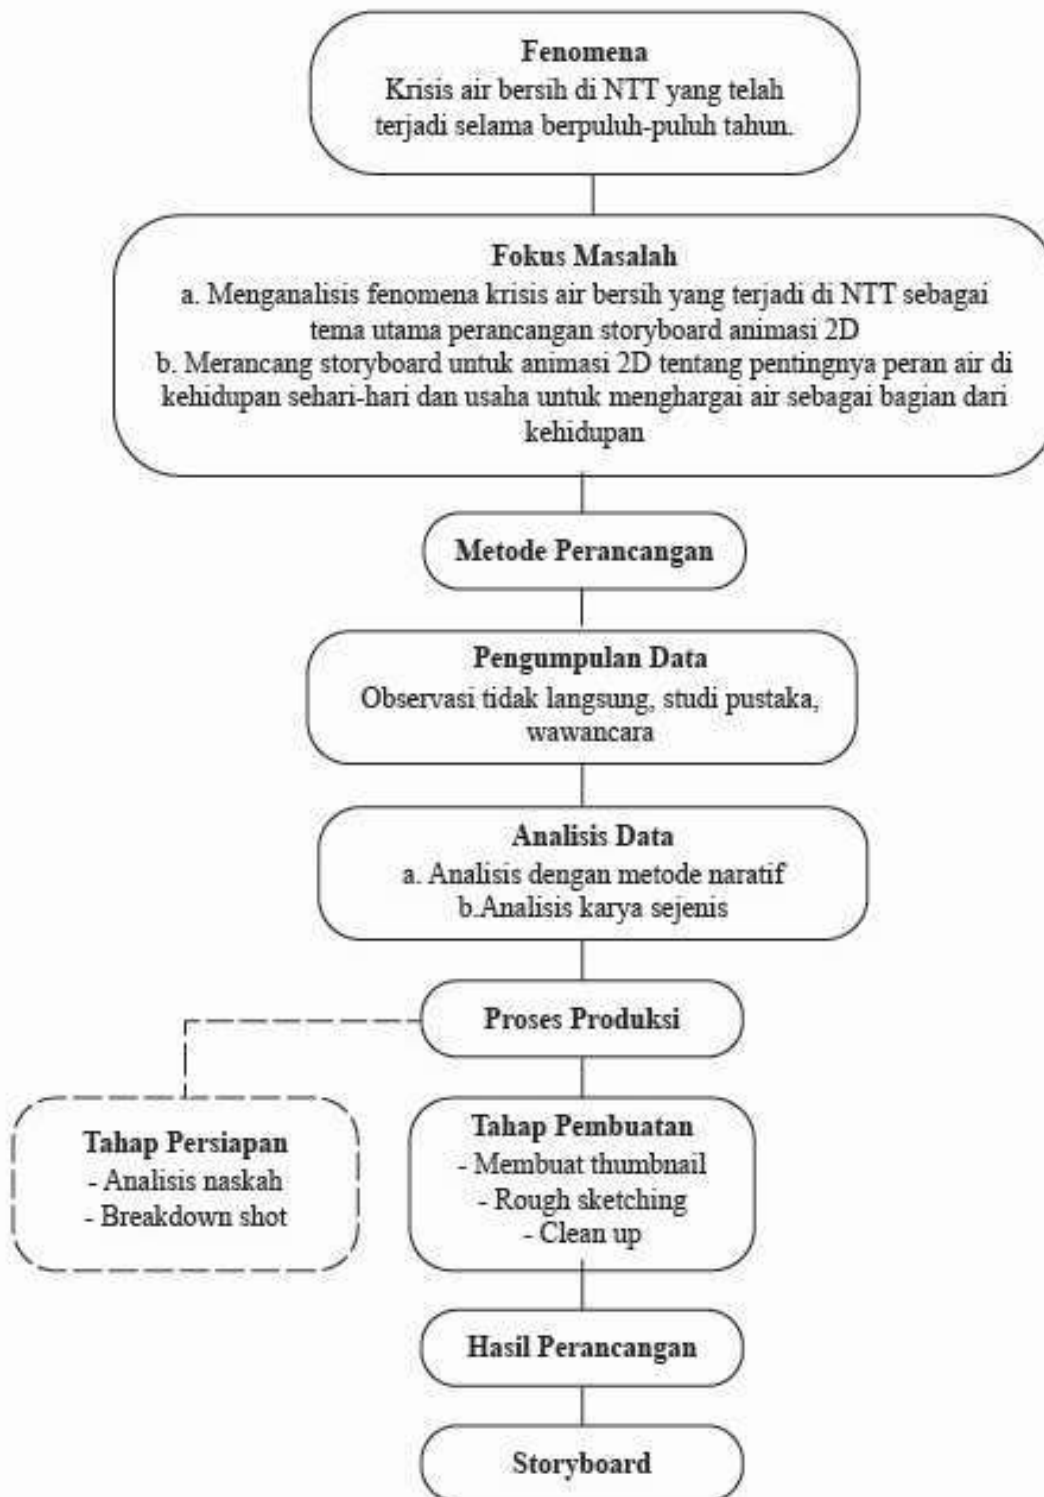 Fenomena
Krisis air bersih di NTT yang telah
terjadi selama berpuluh-puluh tahun.
Fokus Masalah
a. Menganalisis fenomena krisis air bersih yang terjadi di NTT sebagai
tema utama perancangan storyboard animasi 2D
b. Merancang storyboard untuk animasi 2D tentang pentingnya peran air di
kehidupan sehari-hari dan usaha untuk menghargai air sebagai bagian dari
kehidupan
Metode Perancangan
Pengumpulan Data
Observasi tidak langsung, studi pustaka,
wawancara
Analisis Data
a. Analisis dengan metode naratif
b.Analisis karya sejenis
Proses Produksi
Tahap Persiapan
- Analisis naskah
- Breakdown shot
Tahap Pembuatan
- Membuat thumbnail
- Rough sketching
- Clean up
Hasil Perancangan
Storyboard